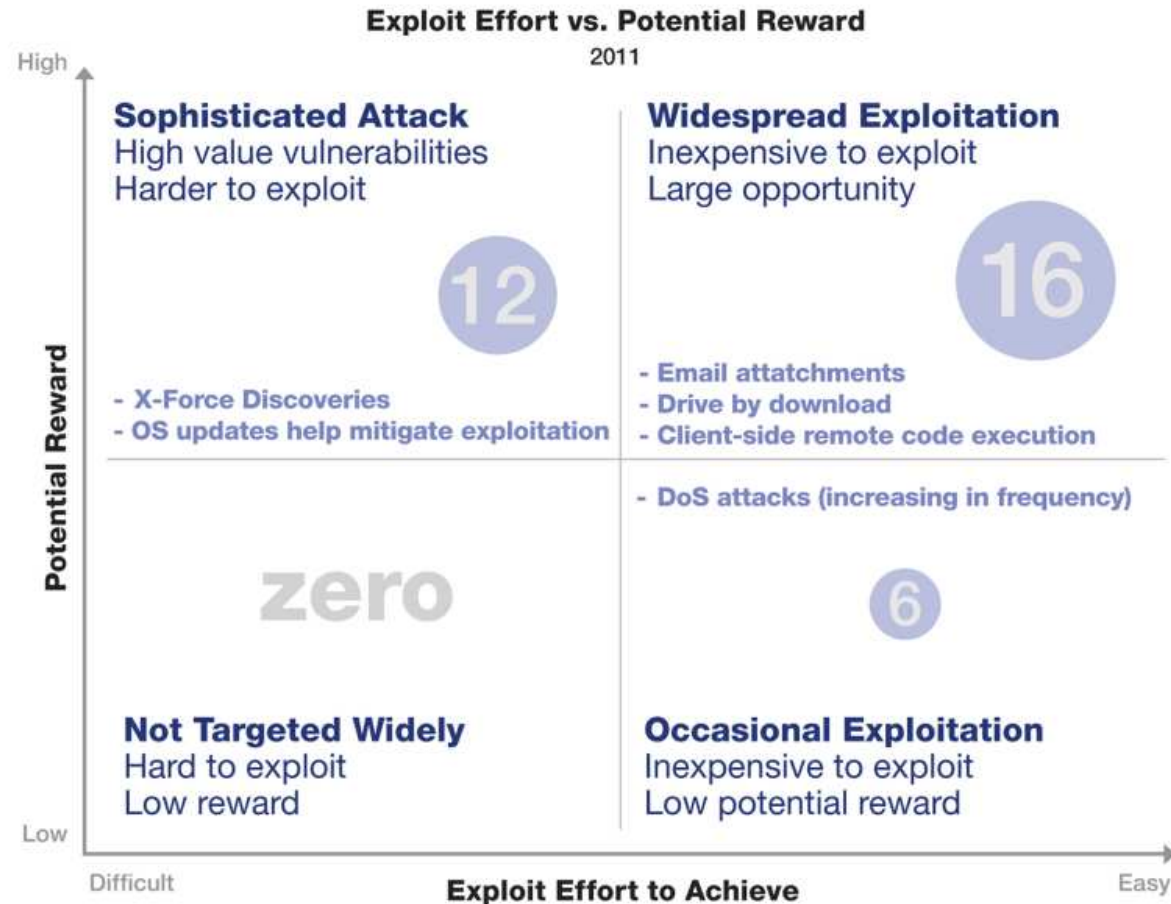 Exploit Effort vs. Potential Reward
2011
High
Sophisticated Attack
High value vulnerabilities
Harder to exploit
12
- X-Force Discoveries
- OS updates help mitigate exploitation
Widespread Exploitation
Inexpensive to exploit
Large opportunity
16
- Email attatchments
- Drive by download
- Client-side remote code execution
Potential Reward
zero
Not Targeted Widely
Hard to exploit
Low reward
- DoS attacks (increasing in frequency)
6
Occasional Exploitation
Inexpensive to exploit
Low potential reward
Low
Difficult
Exploit Effort to Achieve
Easy